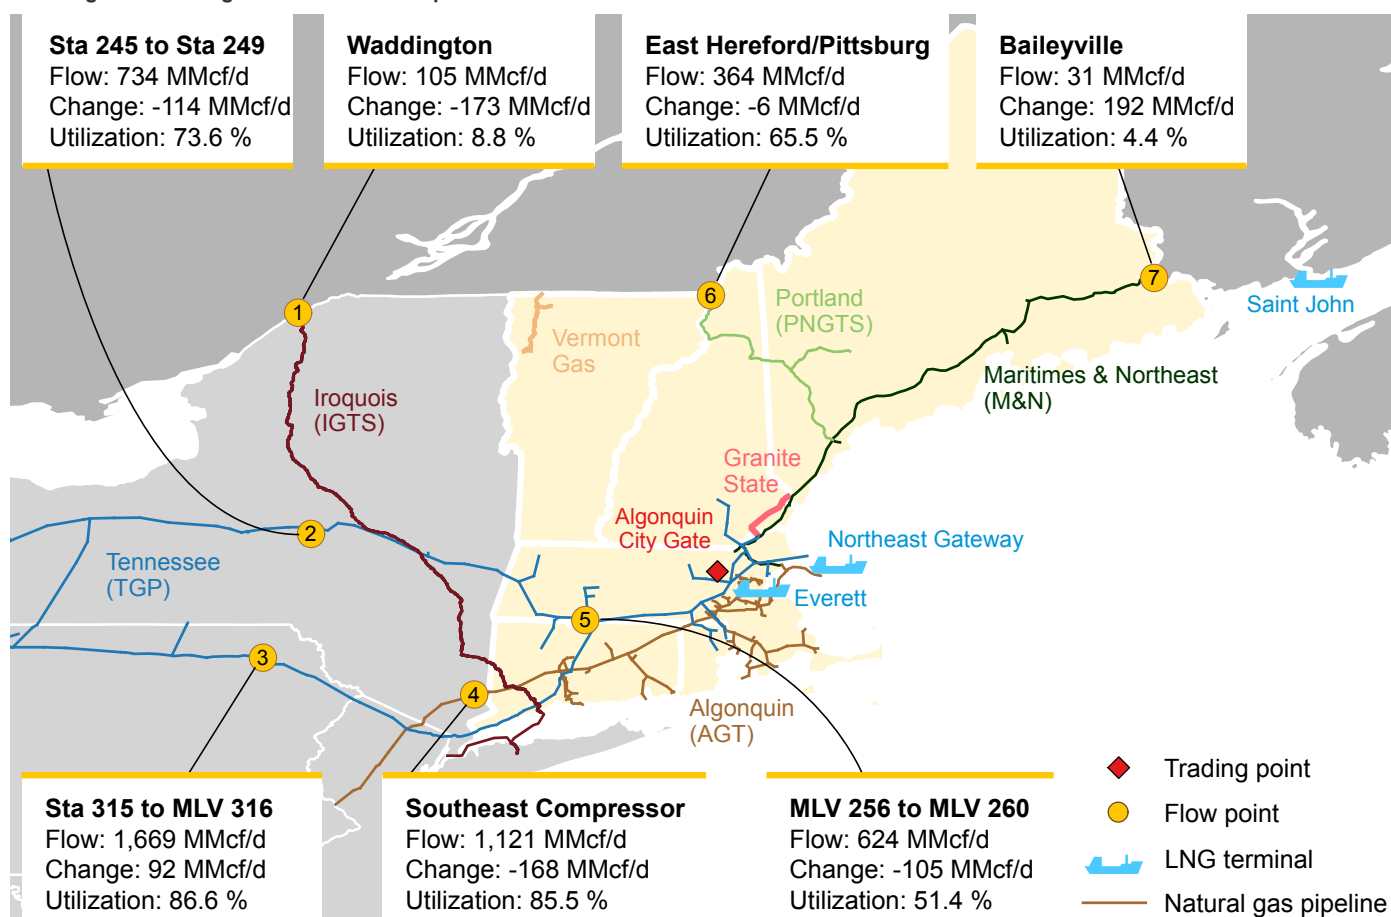 Sta 245 to Sta 249
Flow: 734 MMcf/d
Change: -114 MMcf/d
Utilization: 73.6 %
Waddington
Flow: 105 MMcf/d
Change: -173 MMcf/d
Utilization: 8.8 %
East Hereford/Pittsburg
Flow: 364 MMcf/d
Change: -6 MMcf/d
Utilization: 65.5 %
Baileyville
Flow: 31 MMcf/d
Change: 192 MMcf/d
Utilization: 4.4 %
1
6
7
Saint John
Portland
(PNGTS)
Vermont
Gas
Maritimes & Northeast
(M&N)
Iroquois
(IGTS)
Granite
State
Algonquin
City Gate
2
Northeast Gateway
Tennessee
(TGP)
Everett
5
3
4
Algonquin
(AGT)
Sta 315 to MLV 316
Flow: 1,669 MMcf/d
Change: 92 MMcf/d
Utilization: 86.6 %
Southeast Compressor
Flow: 1,121 MMcf/d
Change: -168 MMcf/d
Utilization: 85.5 %
MLV 256 to MLV 260
Flow: 624 MMcf/d
Change: -105 MMcf/d
Utilization: 51.4 %
Trading point
Flow point
LNG terminal
Natural gas pipeline